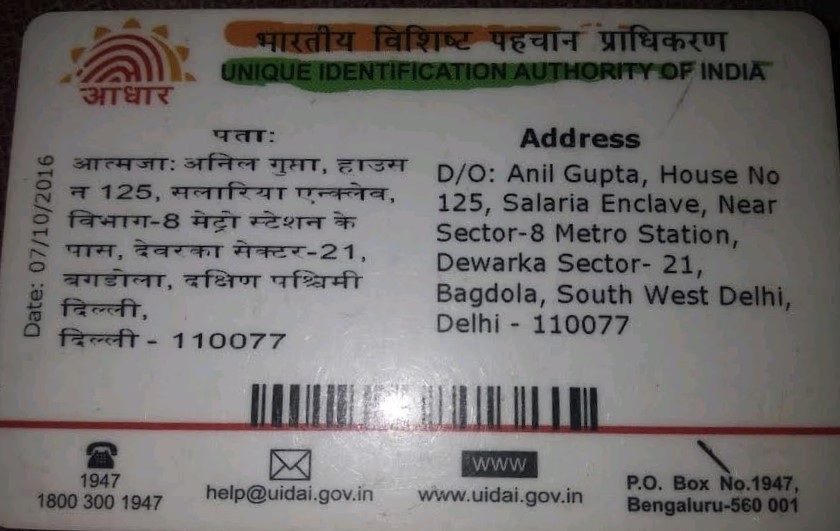 भारतीय विशिष्ट पहचान प्राधिकरण
UNIQUE IDENTIFICATION AUTHORITY OF INDIA
आधार
पता:
आत्मजा: अनिल गुप्ता, हाउस
न 125, सलारिया एन्क्लेव,
विभाग-8 मेट्रो स्टेशन के
पास, देवरका सेक्टर-21,
बगडोला, दक्षिण पश्चिमी
दिल्ली,
दिल्ली - 110077
Address
D/O: Anil Gupta, House No
125, Salaria Enclave, Near
Sector-8 Metro Station,
Dewarka Sector- 21,
Bagdola, South West Delhi,
Delhi - 110077
Date: 07/10/2016
1947
1800 300 1947
help@uidai.gov.in
www
www.uidai.gov.in
P.O. Box No.1947,
Bengaluru-560 001